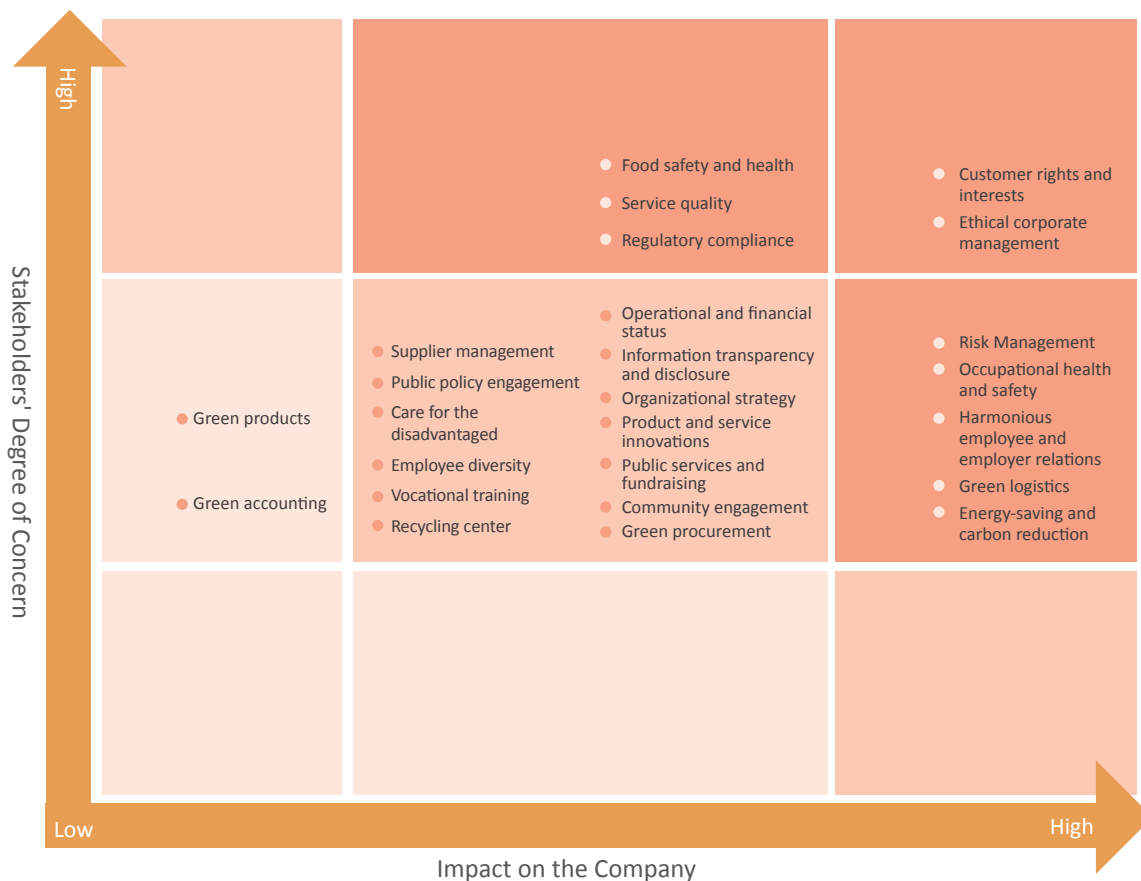 High
Stakeholders' Degree of Concern
Food safety and health
Service quality
Regulatory compliance
Customer rights and
interests
Ethical corporate
management
Green products
Green accounting
Supplier management
Public policy engagement
Care for the
disadvantaged
Employee diversity
Vocational training
Recycling center
Operational and financial
status
Information transparency
and disclosure
Organizational strategy
Product and service
innovations
Public services and
fundraising
Community engagement
Green procurement
Risk Management
Occupational health
and safety
Harmonious
employee and
employer relations
Green logistics
Energy-saving and
carbon reduction
Low
High
Impact on the Company